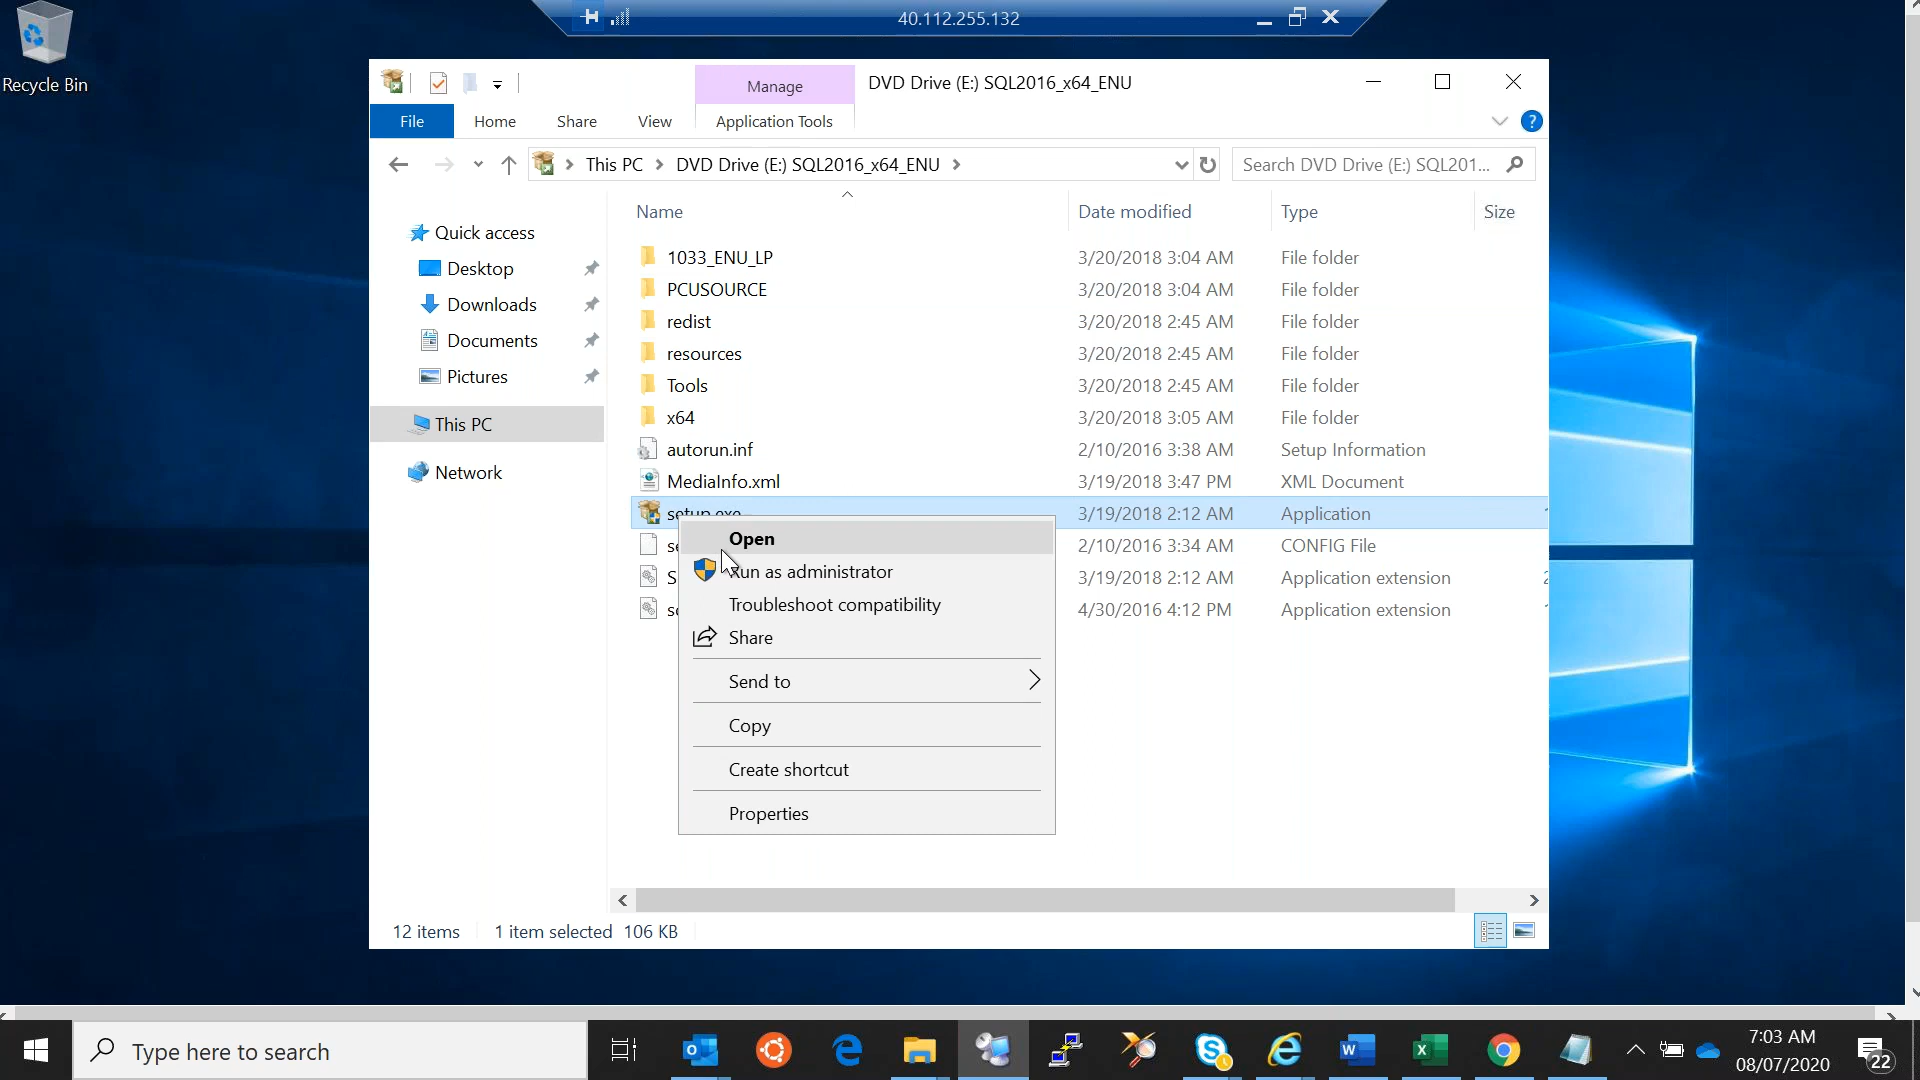 Recycle Bin
40.112.255.132
Manage
DVD Drive (E:) SQL2016_x64_ENU
File
Home
Share
View
Application Tools
?
This PC
DVD Drive (E:) SQL2016_x64_ENU
Search DVD Drive (E:) SQL201...
Name
Date modified
Type
Size
Quick access
Desktop
Downloads
Documents
Pictures
This PC
Network
1033_ENU_LP 3/20/2018 3:04 AM File folder
PCUSOURCE 3/20/2018 3:04 AM File folder
redist 3/20/2018 2:45 AM File folder
resources 3/20/2018 2:45 AM File folder
Tools 3/20/2018 2:45 AM File folder
x64 3/20/2018 3:05 AM File folder
autorun.inf 2/10/2016 3:38 AM Setup Information
MediaInfo.xml 3/19/2018 3:47 PM XML Document
setup.exe 3/19/2018 2:12 AM Application
2/10/2016 3:34 AM CONFIG File
3/19/2018 2:12 AM Application extension
4/30/2016 4:12 PM Application extension
Open
Run as administrator
Troubleshoot compatibility
Share
Send to
Copy
Create shortcut
Properties
12 items
1 item selected 106 KB
Type here to search
7:03 AM
08/07/2020
22